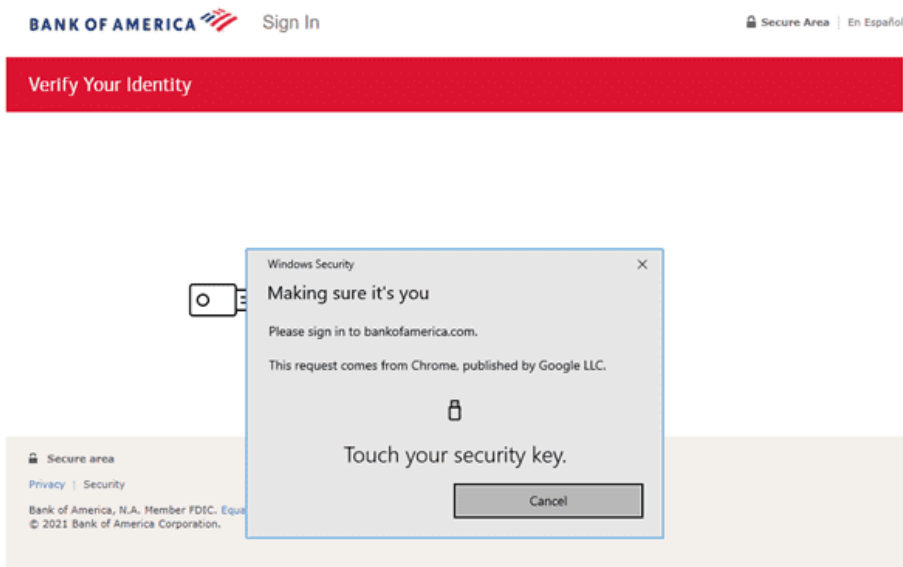 BANK OF AMERICA Sign In Secure Area | En Español
Verify Your Identity
Windows Security
Making sure it's you
Please sign in to bankofamerica.com.
This request comes from Chrome, published by Google LLC.
Touch your security key.
Cancel
Secure area
Privacy | Security
Bank of America, N.A. Member FDIC. Equa
© 2021 Bank of America Corporation.